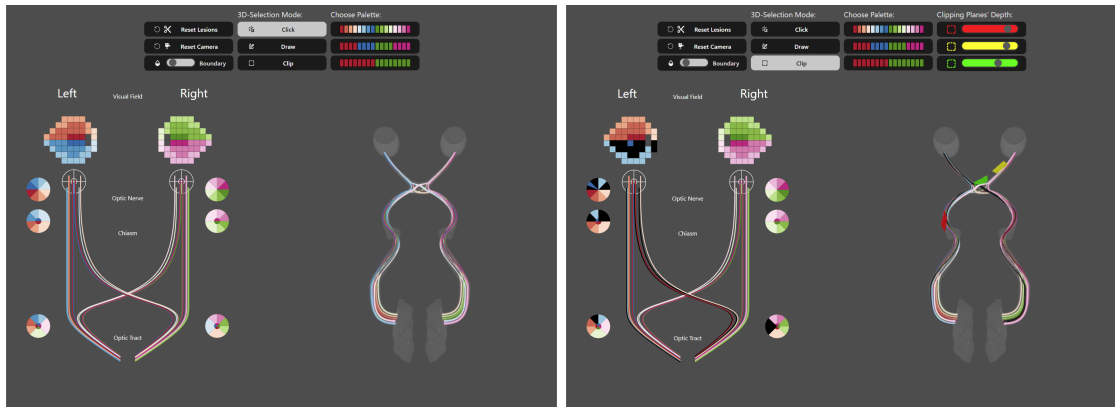 3D-Selection Mode: Choose Palette:
Reset Lesions Click
Reset Camera Draw
Boundary Clip
Left Visual Field Right
Optic Nerve
Chiasm
Optic Tract
3D-Selection Mode: Choose Palette: Clipping Planes' Depth:
Reset Lesions Click
Reset Camera Draw
Boundary Clip
Left Visual Field Right
Optic Nerve
Chiasm
Optic Tract